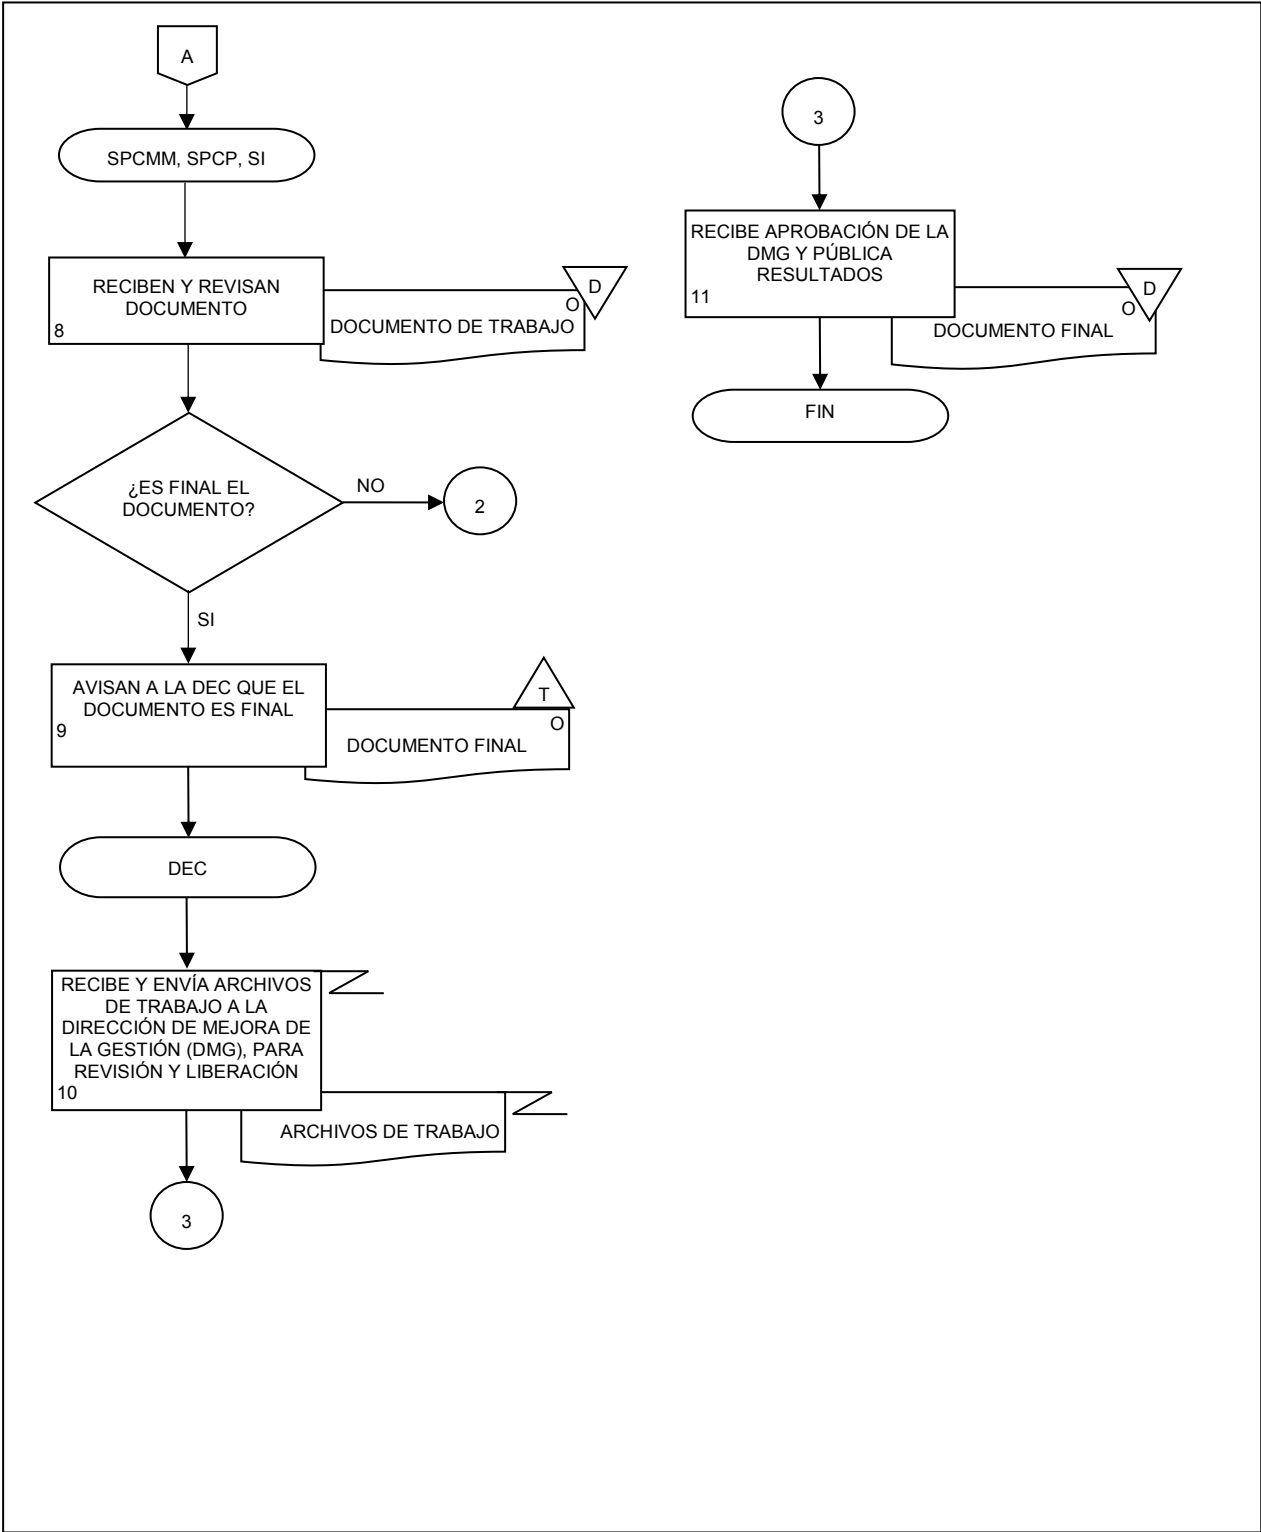 A
SPCMM, SPCP, SI
RECIBEN Y REVISAN
DOCUMENTO
8
D
O
DOCUMENTO DE TRABAJO
¿ES FINAL EL
DOCUMENTO?
NO
2
SI
AVISAN A LA DEC QUE EL
DOCUMENTO ES FINAL
9
T
O
DOCUMENTO FINAL
DEC
RECIBE Y ENVÍA ARCHIVOS
DE TRABAJO A LA
DIRECCIÓN DE MEJORA DE
LA GESTIÓN (DMG), PARA
REVISIÓN Y LIBERACIÓN
10
ARCHIVOS DE TRABAJO
3
3
RECIBE APROBACIÓN DE LA
DMG Y PÚBLICA
RESULTADOS
11
D
O
DOCUMENTO FINAL
FIN